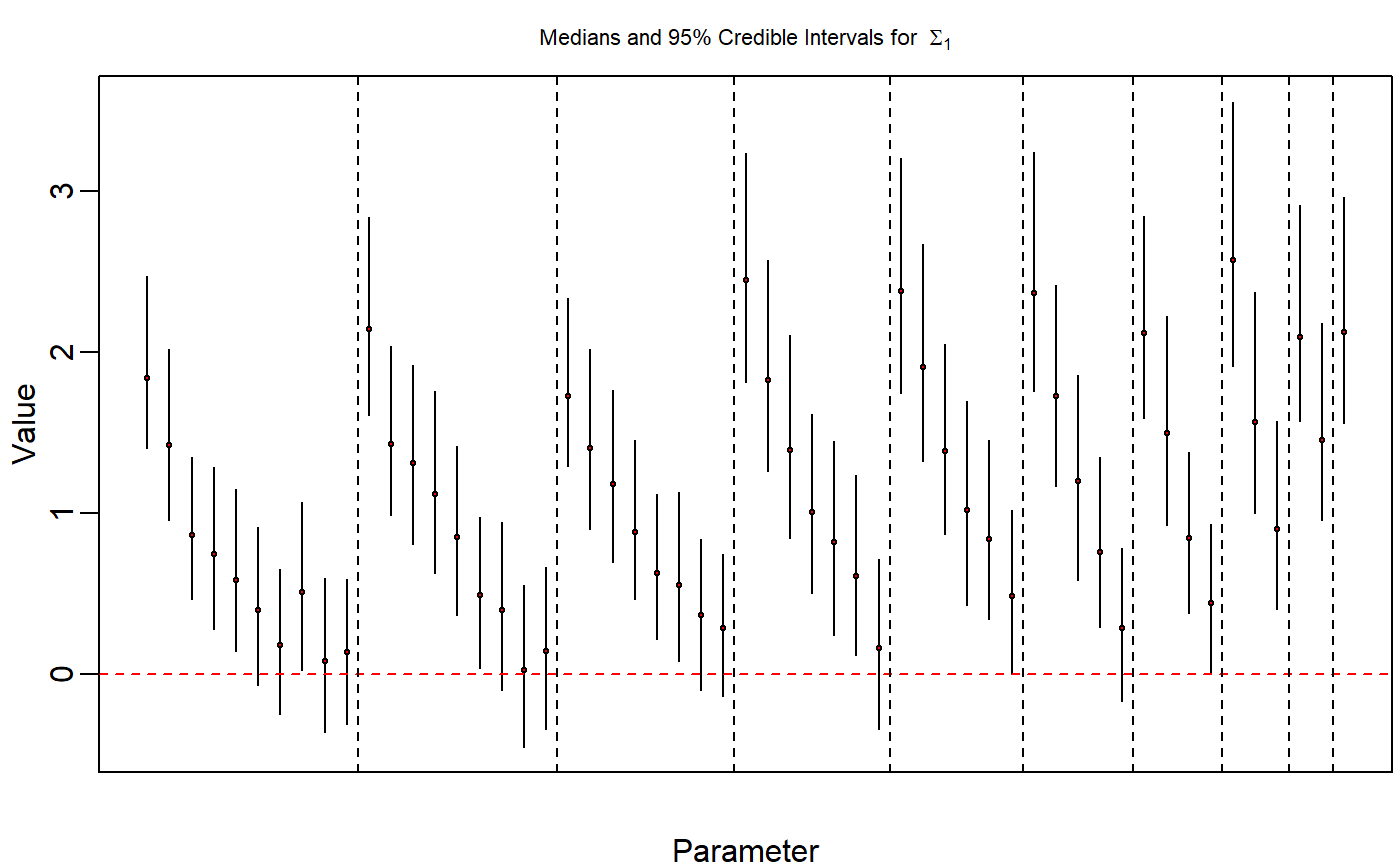 Medians and 95% Credible Intervals for Σ₁
3
2
1
0
Value
Parameter